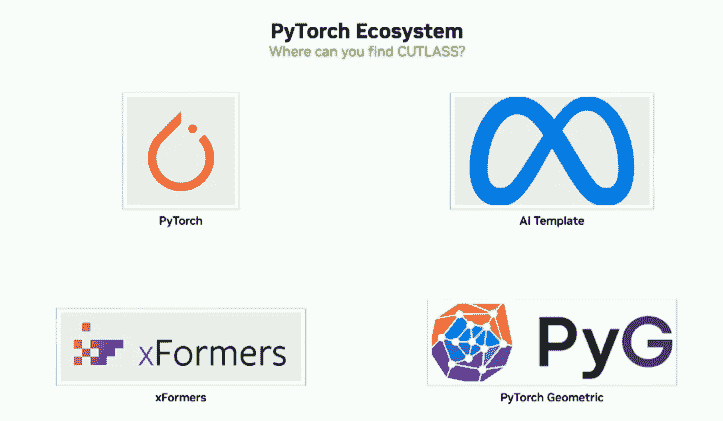 PyTorch Ecosystem
Where can you find CUTLASS?
PyTorch
AI Template
xFormers
xFormers
PyG
PyTorch Geometric